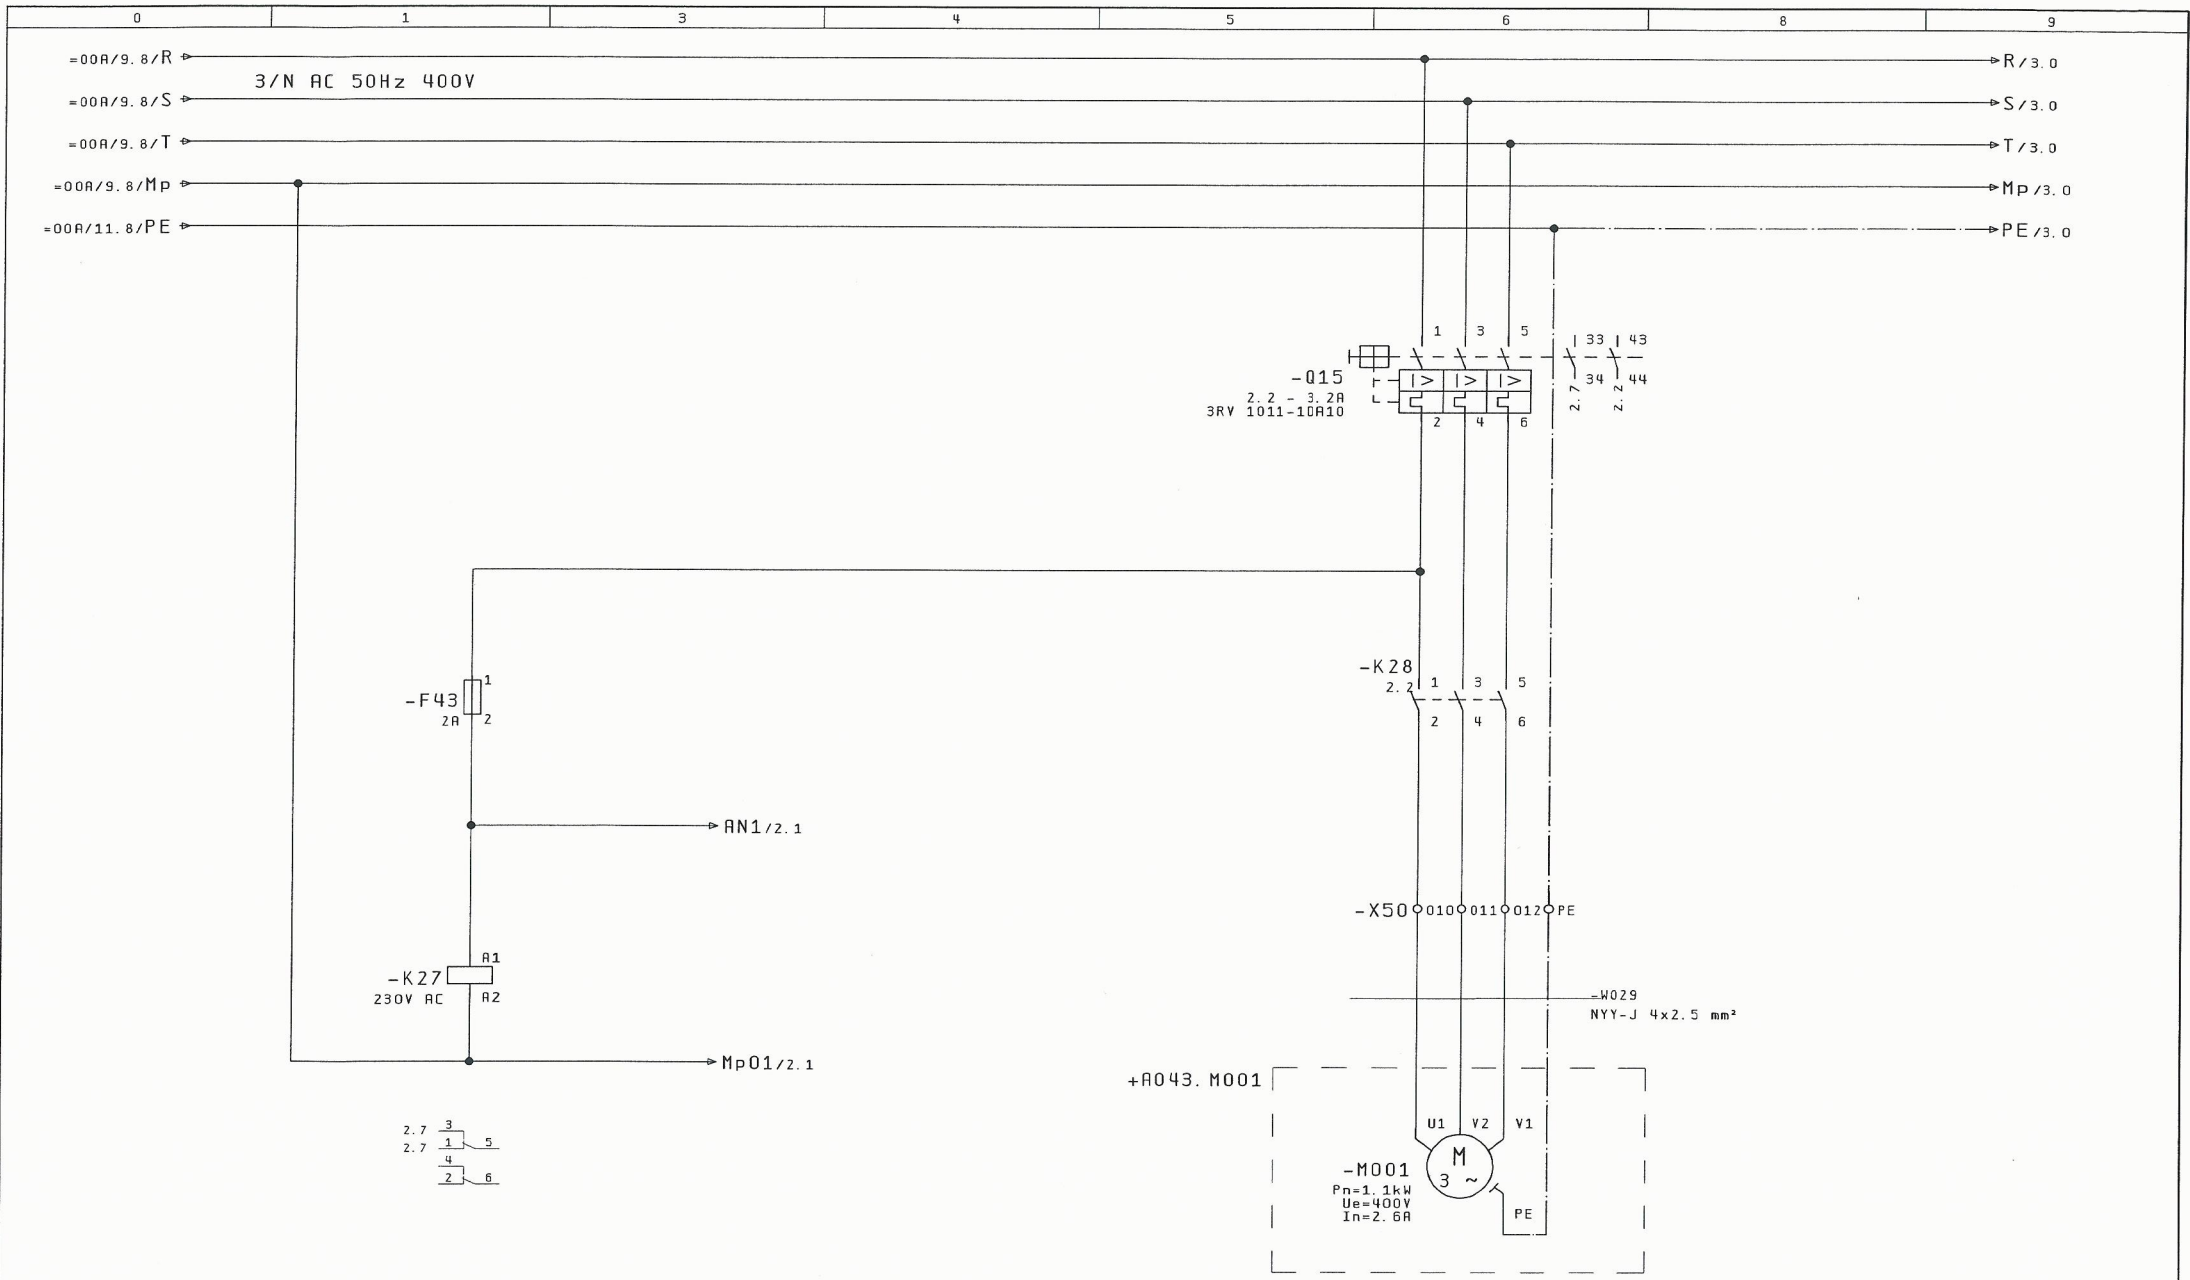 0 1 3 4 5 6 8 9
=00A/9.8/R R/3.0
3/N AC 50Hz 400V
=00A/9.8/S S/3.0
=00A/9.8/T T/3.0
=00A/9.8/Mp Mp/3.0
=00A/11.8/PE PE/3.0
1 3 5 33 43
-Q15 34 44
2.2 - 3.2A 2.7 2.2
3RV 1011-10A10
2 4 6
-K28
2.2 1 3 5
2 4 6
-F43 1
2A 2
AN1/2.1
-X50 010 011 012 PE
A1
-K27
230V AC A2
-W029
NYY-J 4x2.5 mm²
Mp01/2.1
+A043.M001
2.7 3
2.7 1 5
4
2 6
U1 V2 V1
M
3 ~
-M001
Pn=1.1kW
Ue=400V
In=2.6A
PE